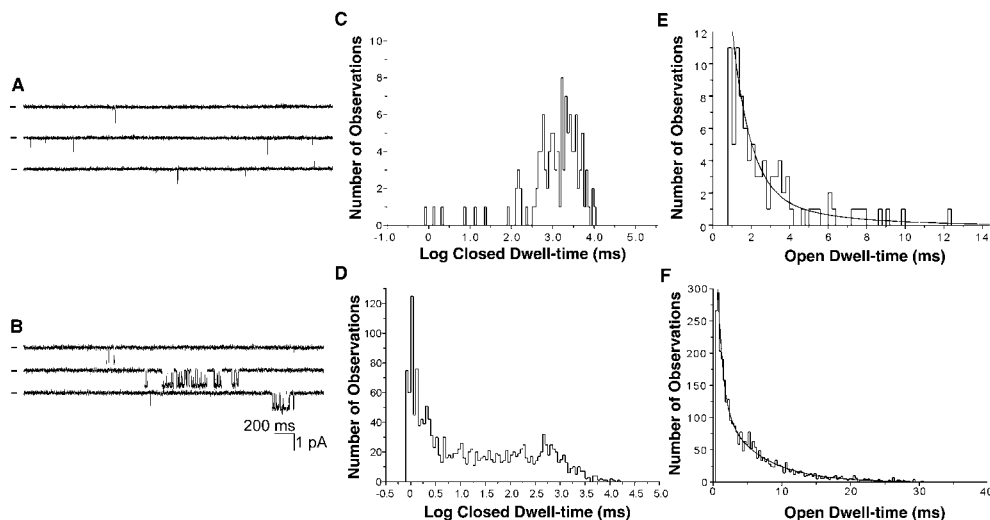 A
B
200 ms
1 pA
C
Number of Observations
10
8
6
4
2
0
-1.0 0 1.0 2.0 3.0 4.0 5.0
Log Closed Dwell-time (ms)
D
Number of Observations
120
100
80
60
40
20
0
-0.5 0 0.5 1.0 1.5 2.0 2.5 3.0 3.5 4.0 4.5 5.0
Log Closed Dwell-time (ms)
E
Number of Observations
12
10
8
6
4
2
0
0 2 4 6 8 10 12 14
Open Dwell-time (ms)
F
Number of Observations
300
250
200
150
100
50
0
0 10 20 30 40
Open Dwell-time (ms)